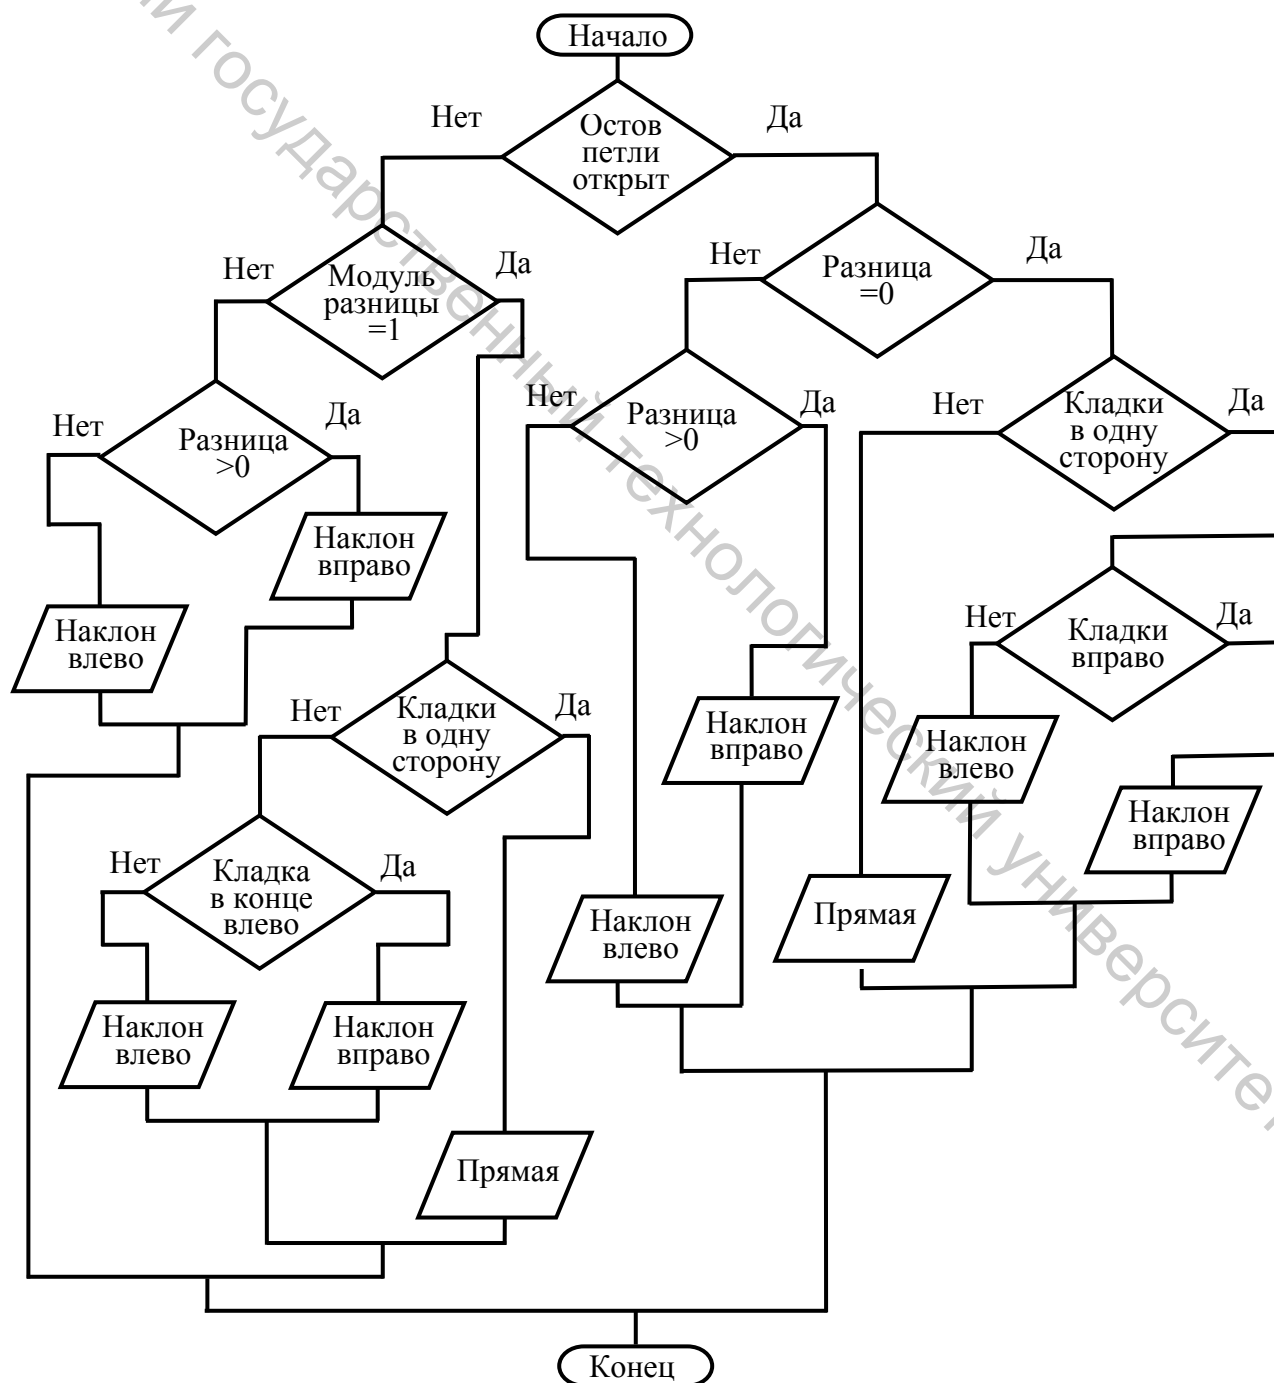 Начало
Нет
Да
Остов
петли
открыт
Нет
Да
Модуль
разницы
=1
Нет
Да
Разница
=0
Нет
Да
Разница
>0
Нет
Да
Разница
>0
Нет
Да
Кладки
в одну
сторону
Наклон
вправо
Наклон
влево
Нет
Да
Кладки
вправо
Нет
Да
Кладки
в одну
сторону
Наклон
вправо
Наклон
влево
Наклон
вправо
Нет
Да
Кладка
в конце
влево
Наклон
влево
Прямая
Наклон
влево
Наклон
вправо
Прямая
Конец
государственный технологический